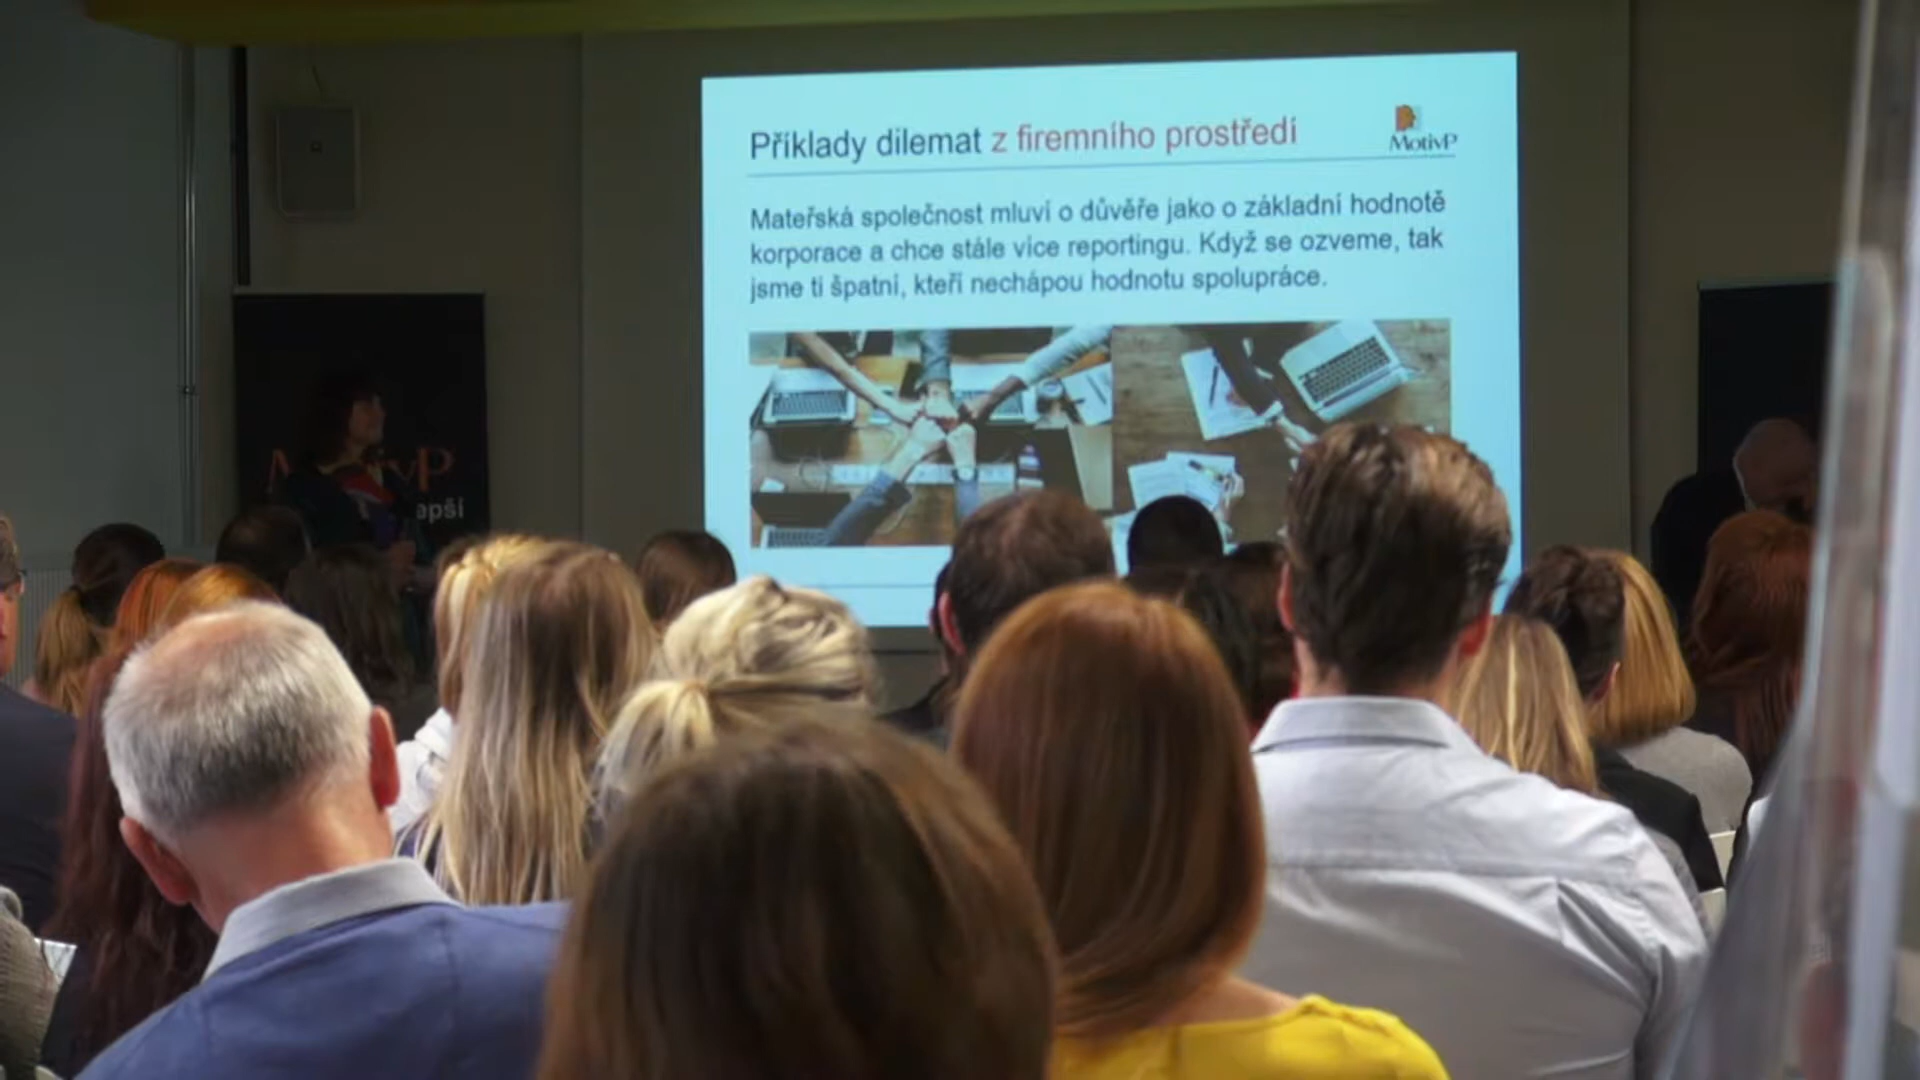 Příklady dilemat z firemního prostředí
MotivP
Mateřská společnost mluví o důvěře jako o základní hodnotě
korporace a chce stále více reportingu. Když se ozveme, tak
jsme ti špatní, kteří nechápou hodnotu spolupráce.